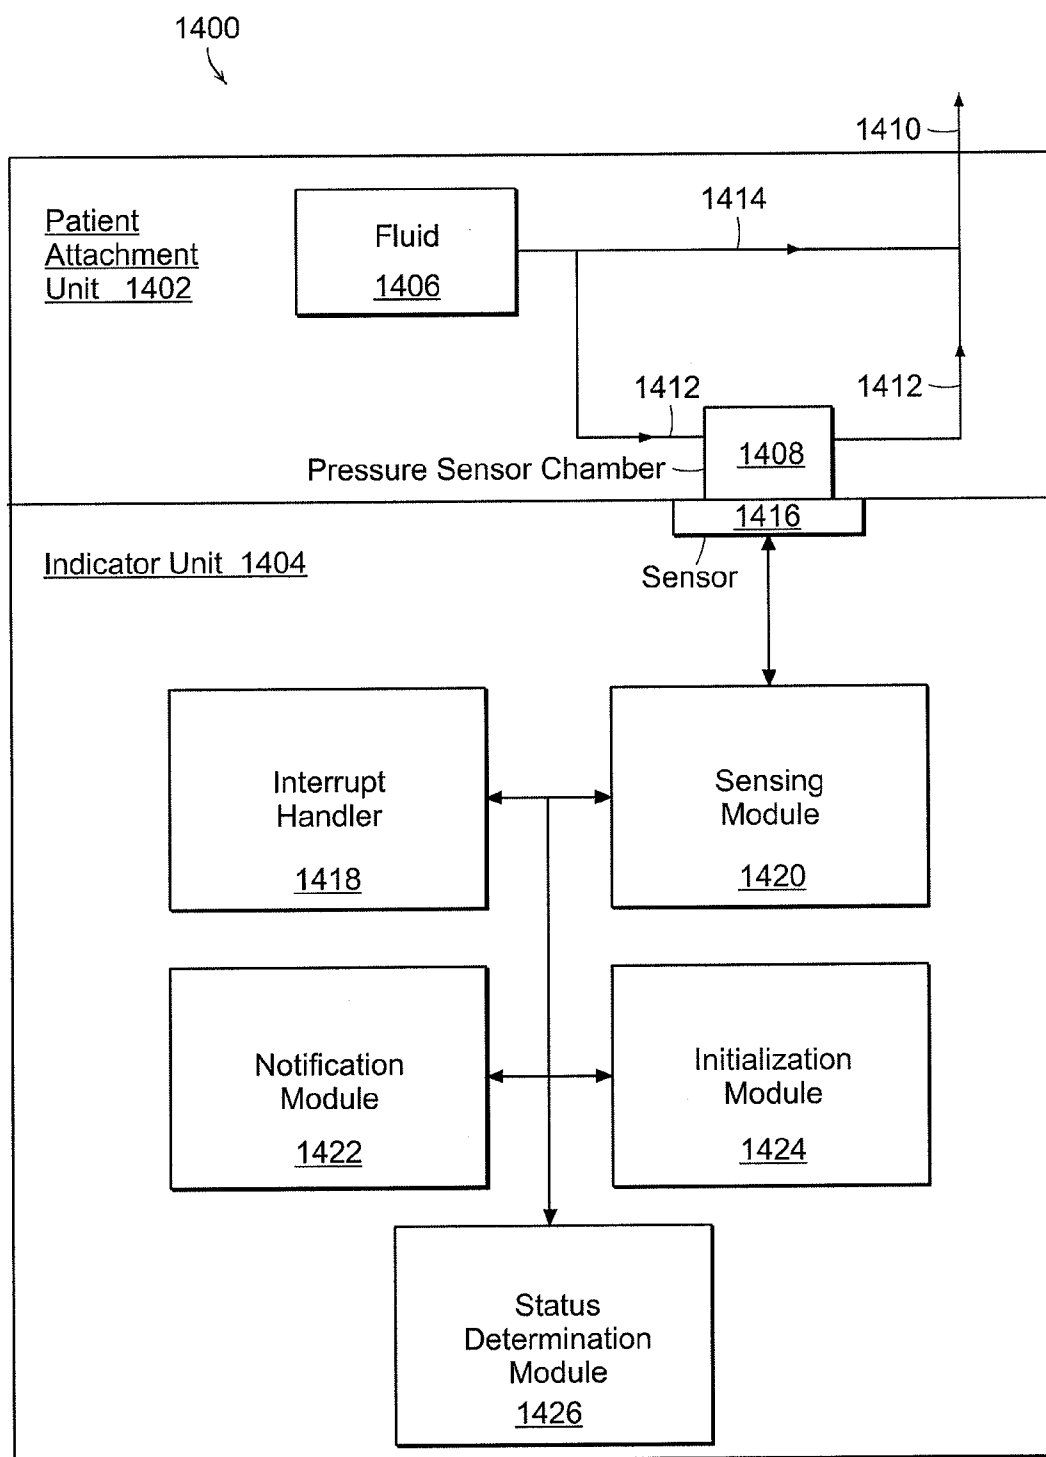 1400
1410
Patient
Attachment
Unit 1402
Fluid
1406
1414
1412
1412
Pressure Sensor Chamber
1408
1416
Sensor
Indicator Unit 1404
Interrupt
Handler
1418
Sensing
Module
1420
Notification
Module
1422
Initialization
Module
1424
Status
Determination
Module
1426